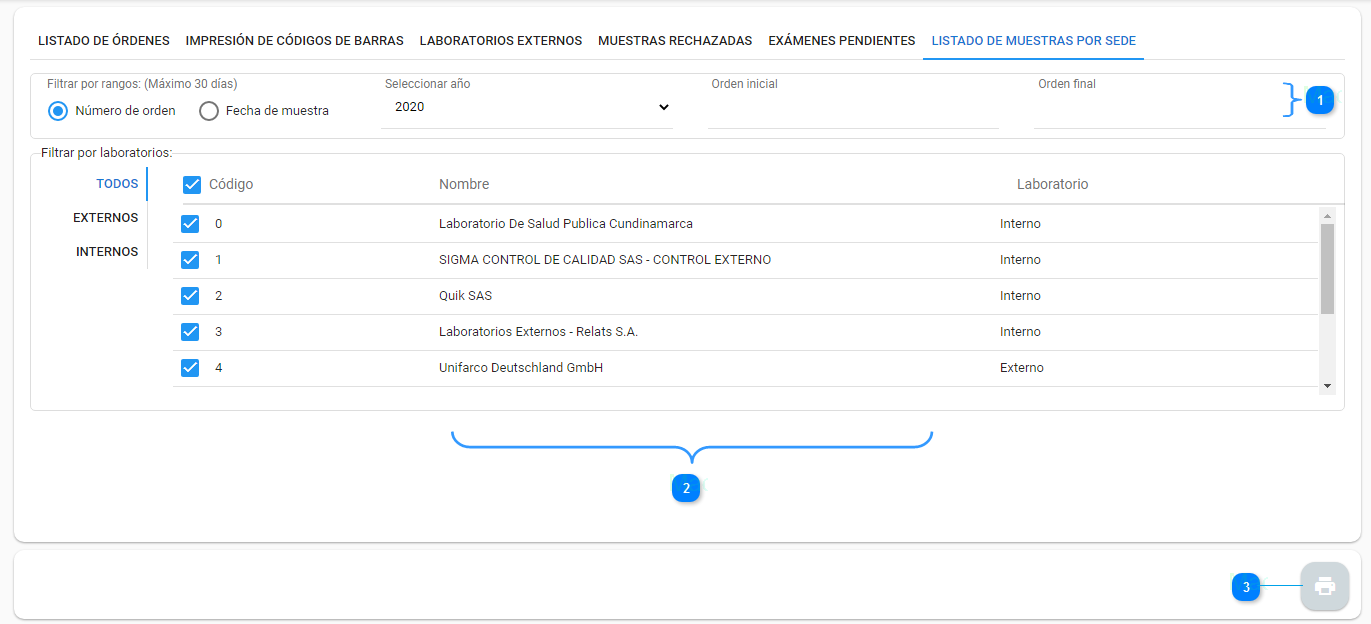 LISTADO DE ÓRDENES IMPRESIÓN DE CÓDIGOS DE BARRAS LABORATORIOS EXTERNOS MUESTRAS RECHAZADAS EXÁMENES PENDIENTES LISTADO DE MUESTRAS POR SEDE
Filtrar por rangos: (Máximo 30 días) Seleccionar año Orden inicial Orden final
Número de orden Fecha de muestra 2020 1
Filtrar por laboratorios:
TODOS Código Nombre Laboratorio
EXTERNOS 0 Laboratorio De Salud Publica Cundinamarca Interno
INTERNOS 1 SIGMA CONTROL DE CALIDAD SAS - CONTROL EXTERNO Interno
2 Quik SAS Interno
3 Laboratorios Externos - Relats S.A. Interno
4 Unifarco Deutschland GmbH Externo
2
3